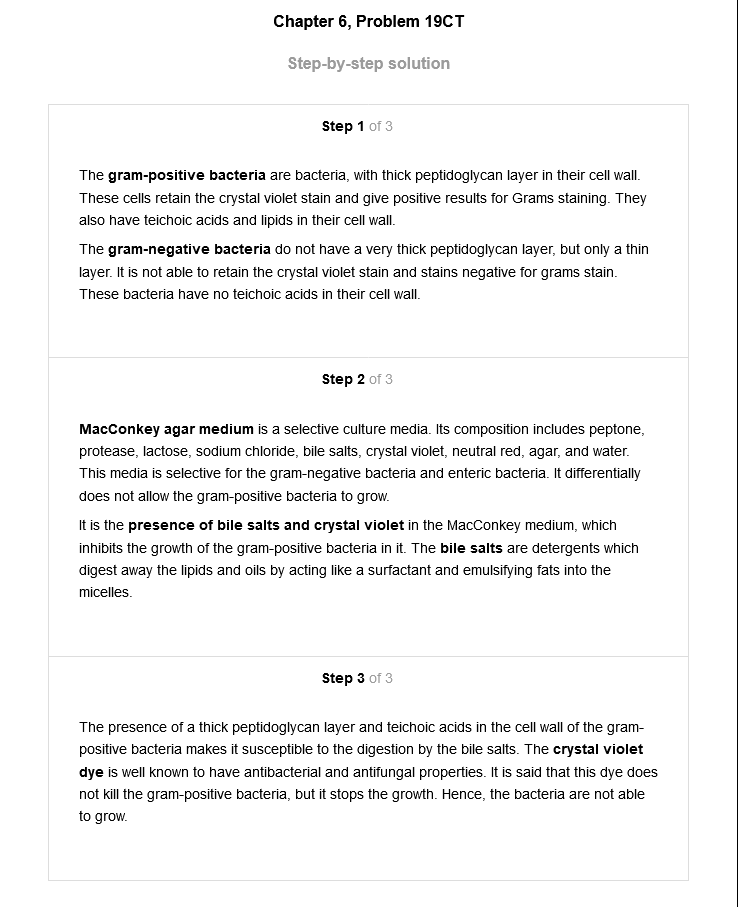 Chapter 6, Problem 19CT
Step-by-step solution
Step 1 of 3
The gram-positive bacteria are bacteria, with thick peptidoglycan layer in their cell wall.
These cells retain the crystal violet stain and give positive results for Grams staining. They
also have teichoic acids and lipids in their cell wall.
The gram-negative bacteria do not have a very thick peptidoglycan layer, but only a thin
layer. It is not able to retain the crystal violet stain and stains negative for grams stain.
These bacteria have no teichoic acids in their cell wall.
Step 2 of 3
MacConkey agar medium is a selective culture media. Its composition includes peptone,
protease, lactose, sodium chloride, bile salts, crystal violet, neutral red, agar, and water.
This media is selective for the gram-negative bacteria and enteric bacteria. It differentially
does not allow the gram-positive bacteria to grow.
It is the presence of bile salts and crystal violet in the MacConkey medium, which
inhibits the growth of the gram-positive bacteria in it. The bile salts are detergents which
digest away the lipids and oils by acting like a surfactant and emulsifying fats into the
micelles.
Step 3 of 3
The presence of a thick peptidoglycan layer and teichoic acids in the cell wall of the gram-
positive bacteria makes it susceptible to the digestion by the bile salts. The crystal violet
dye is well known to have antibacterial and antifungal properties. It is said that this dye does
not kill the gram-positive bacteria, but it stops the growth. Hence, the bacteria are not able
to grow.